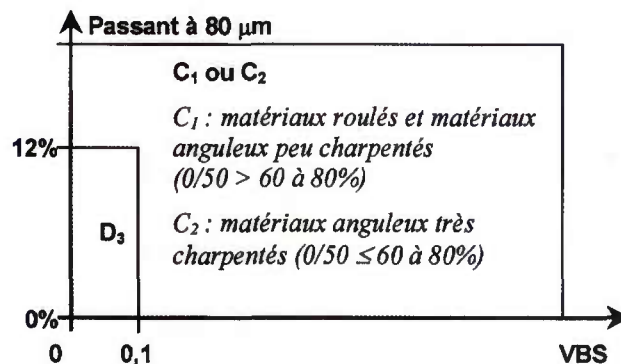 Passant à 80 µm
C₁ ou C₂
C₁ : matériaux roulés et matériaux
anguleux peu charpentés
(0/50 > 60 à 80%)
12%
C₂ : matériaux anguleux très
charpentés (0/50 ≤60 à 80%)
D₃
0%
0
0,1
VBS